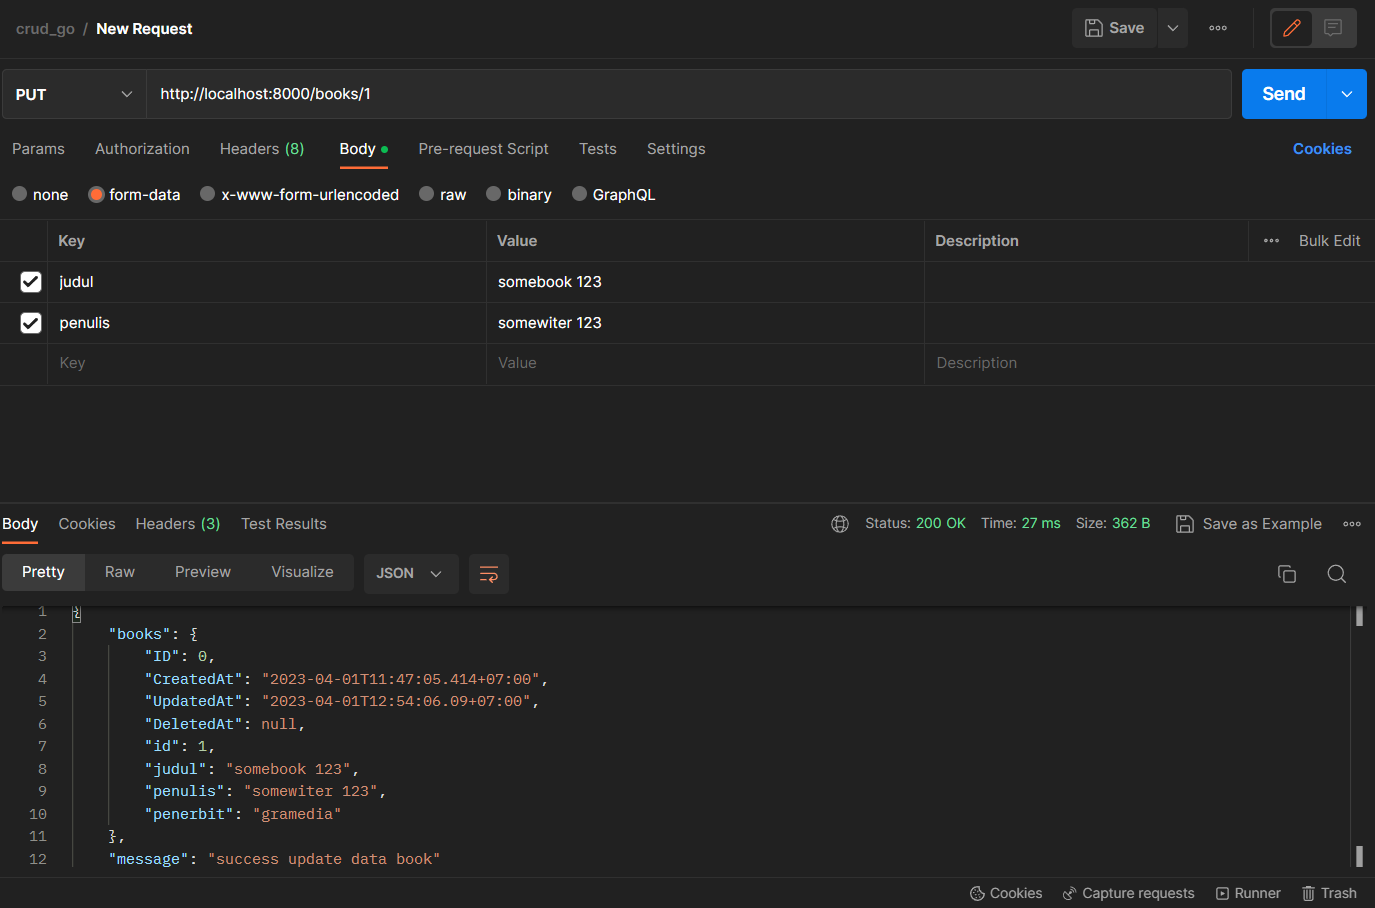 crud_go / New Request
Save
PUT
http://localhost:8000/books/1
Send
Params Authorization Headers (8) Body Pre-request Script Tests Settings Cookies
none form-data x-www-form-urlencoded raw binary GraphQL
Key Value Description Bulk Edit
judul somebook 123
penulis somewiter 123
Key Value Description
Body Cookies Headers (3) Test Results Status: 200 OK Time: 27 ms Size: 362 B Save as Example
Pretty Raw Preview Visualize JSON
1 {
2 "books": {
3 "ID": 0,
4 "CreatedAt": "2023-04-01T11:47:05.414+07:00",
5 "UpdatedAt": "2023-04-01T12:54:06.09+07:00",
6 "DeletedAt": null,
7 "id": 1,
8 "judul": "somebook 123",
9 "penulis": "somewiter 123",
10 "penerbit": "gramedia"
11 },
12 "message": "success update data book"
Cookies Capture requests Runner Trash